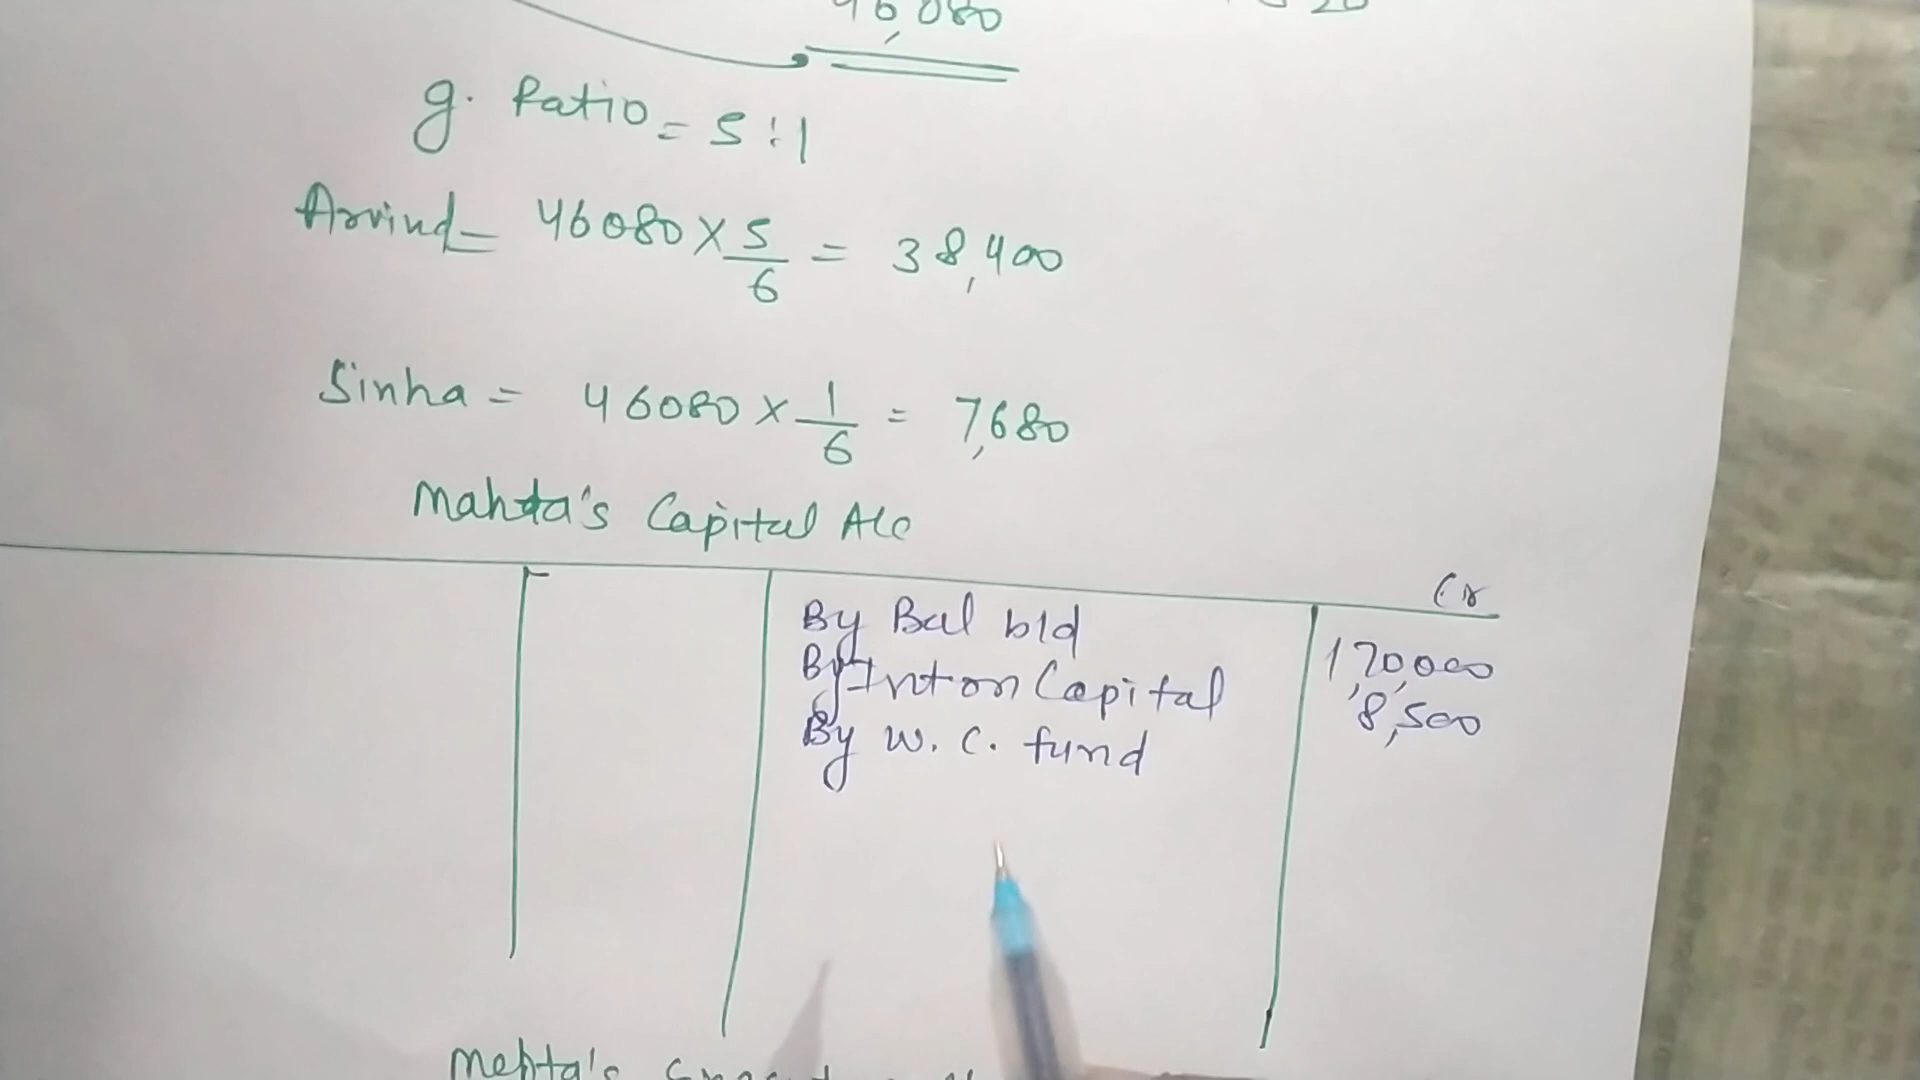 46,080
g. Ratio = 5:1
Arvind = 46080 × 5/6 = 38,400
Sinha = 46080 × 1/6 = 7,680
Mahta's Capital A/c
Cr
By Bal b/d 1,70,000
By Int on Capital 8,500
By W. C. fund
Mehta's